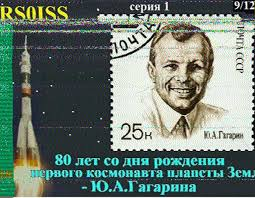 RS0ISS
серия 1
9/12
ПОЧТА
ПОЧТА СССР
25к
Ю.А.Гагарин
80 лет со дня рождения
первого космонавта планеты Земл
- Ю.А.Гагарина